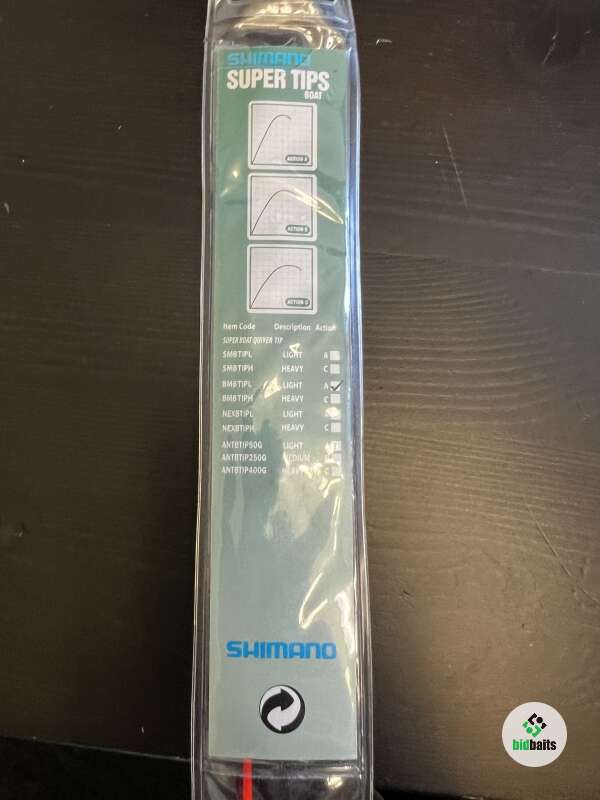 SHIMANO
SUPER TIPS
BOAT
ACTION A
ACTION B
ACTION C
Item Code Description Action
SUPER BOAT QUIVER TIP
SMBTIPL LIGHT A
SMBTIPH HEAVY C
BMBTIPL LIGHT A ✓
BMBTIPH HEAVY C
NEXBTIPL LIGHT
NEXBTIPH HEAVY C
ANTBTIP50G LIGHT
ANTBTIP250G MEDIUM
ANTBTIP400G HEAVY C
SHIMANO
bidbaits